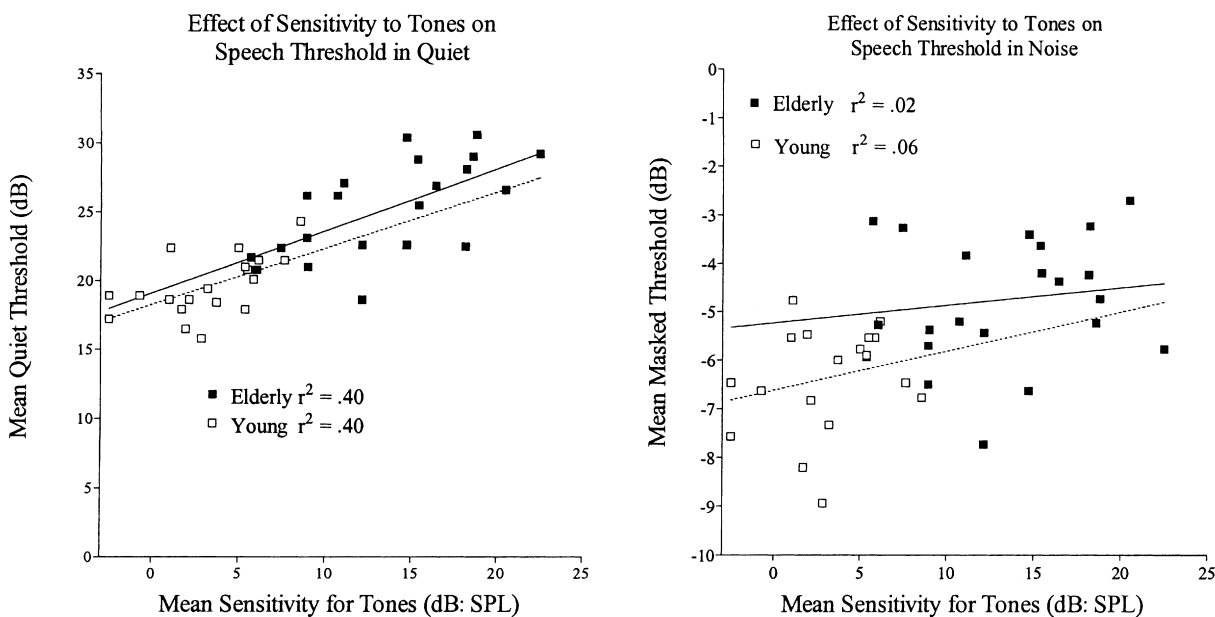 Effect of Sensitivity to Tones on
Speech Threshold in Quiet
35
30
25
20
15
10
5
0
0
5
10
15
20
25
Mean Quiet Threshold (dB)
Elderly r² = .40
Young r² = .40
Mean Sensitivity for Tones (dB: SPL)
Effect of Sensitivity to Tones on
Speech Threshold in Noise
0
-1
-2
-3
-4
-5
-6
-7
-8
-9
-10
0
5
10
15
20
25
Mean Masked Threshold (dB)
Elderly r² = .02
Young r² = .06
Mean Sensitivity for Tones (dB: SPL)